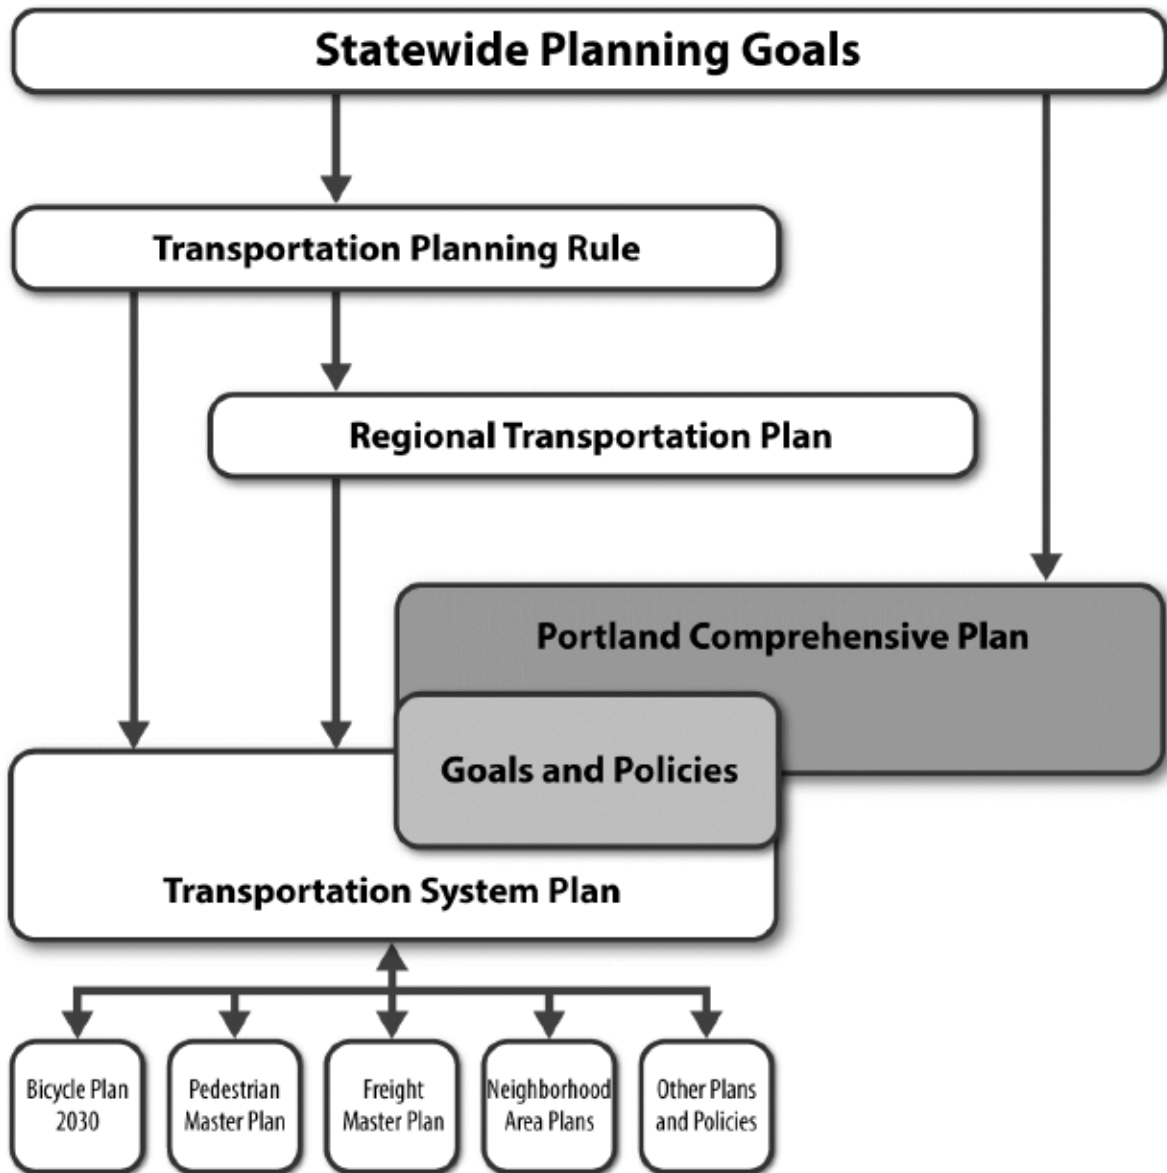 Statewide Planning Goals
Transportation Planning Rule
Regional Transportation Plan
Portland Comprehensive Plan
Goals and Policies
Transportation System Plan
Bicycle Plan
2030
Pedestrian
Master Plan
Freight
Master Plan
Neighborhood
Area Plans
Other Plans
and Policies